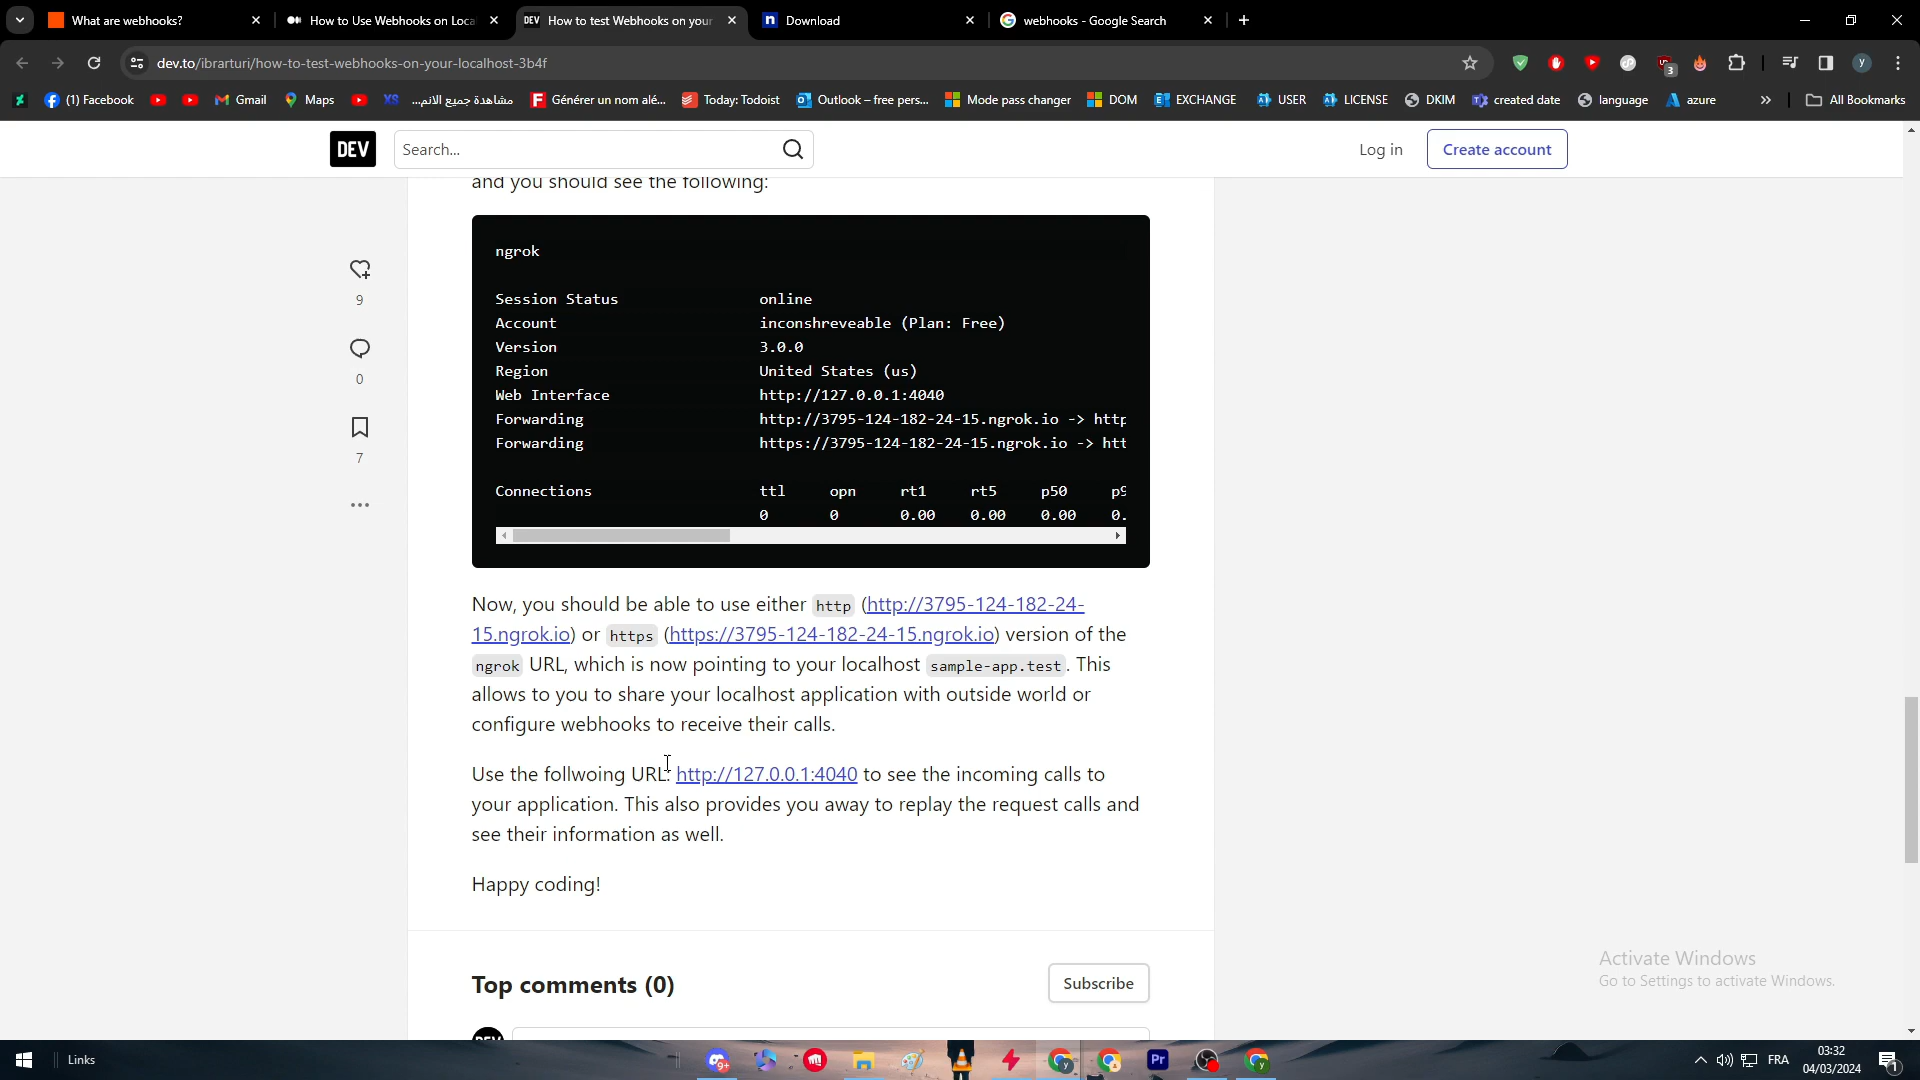 What are webhooks?
How to Use Webhooks on Loca
DEV How to test Webhooks on your
Download
webhooks - Google Search
dev.to/ibrarturi/how-to-test-webhooks-on-your-localhost-3b4f
3
y
(1) Facebook
Gmail
Maps
XS
مشاهدة جميع الانم...
Générer un nom alé...
Today: Todoist
Outlook – free pers...
Mode pass changer
DOM
EXCHANGE
USER
LICENSE
DKIM
created date
language
azure
All Bookmarks
DEV
Search...
Log in
Create account
and you should see the following:
9
0
7
ngrok
Session Status online
Account inconshreveable (Plan: Free)
Version 3.0.0
Region United States (us)
Web Interface http://127.0.0.1:4040
Forwarding http://3795-124-182-24-15.ngrok.io -> http
Forwarding https://3795-124-182-24-15.ngrok.io -> htt
Connections ttl opn rt1 rt5 p50 p9
0 0 0.00 0.00 0.00 0.
Now, you should be able to use either http (http://3795-124-182-24-
15.ngrok.io) or https (https://3795-124-182-24-15.ngrok.io) version of the
ngrok URL, which is now pointing to your localhost sample-app.test. This
allows to you to share your localhost application with outside world or
configure webhooks to receive their calls.
Use the follwoing URL: http://127.0.0.1:4040 to see the incoming calls to
your application. This also provides you away to replay the request calls and
see their information as well.
Happy coding!
Top comments (0)
Subscribe
Activate Windows
Go to Settings to activate Windows.
Links
9+
Pr
FRA
03:32
04/03/2024
1